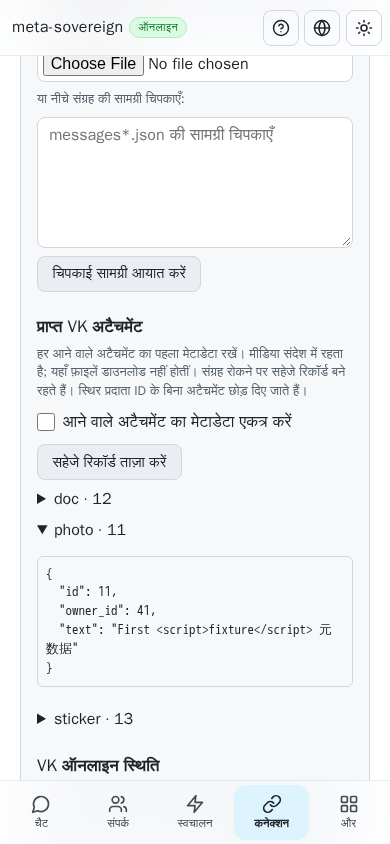 meta-sovereign ऑनलाइन
Choose File No file chosen
या नीचे संग्रह की सामग्री चिपकाएँ:
messages*.json की सामग्री चिपकाएँ
चिपकाई सामग्री आयात करें
प्राप्त VK अटैचमेंट
हर आने वाले अटैचमेंट का पहला मेटाडेटा रखें। मीडिया संदेश में रहता
है; यहाँ फ़ाइलें डाउनलोड नहीं होतीं। संग्रह रोकने पर सहेजे रिकॉर्ड बने
रहते हैं। स्थिर प्रदाता ID के बिना अटैचमेंट छोड़ दिए जाते हैं।
आने वाले अटैचमेंट का मेटाडेटा एकत्र करें
सहेजे रिकॉर्ड ताज़ा करें
doc · 12
photo · 11
{
"id": 11,
"owner_id": 41,
"text": "First <script>fixture</script> 元
数据"
}
sticker · 13
VK ऑनलाइन स्थिति
चैट संपर्क स्वचालन कनेक्शन और